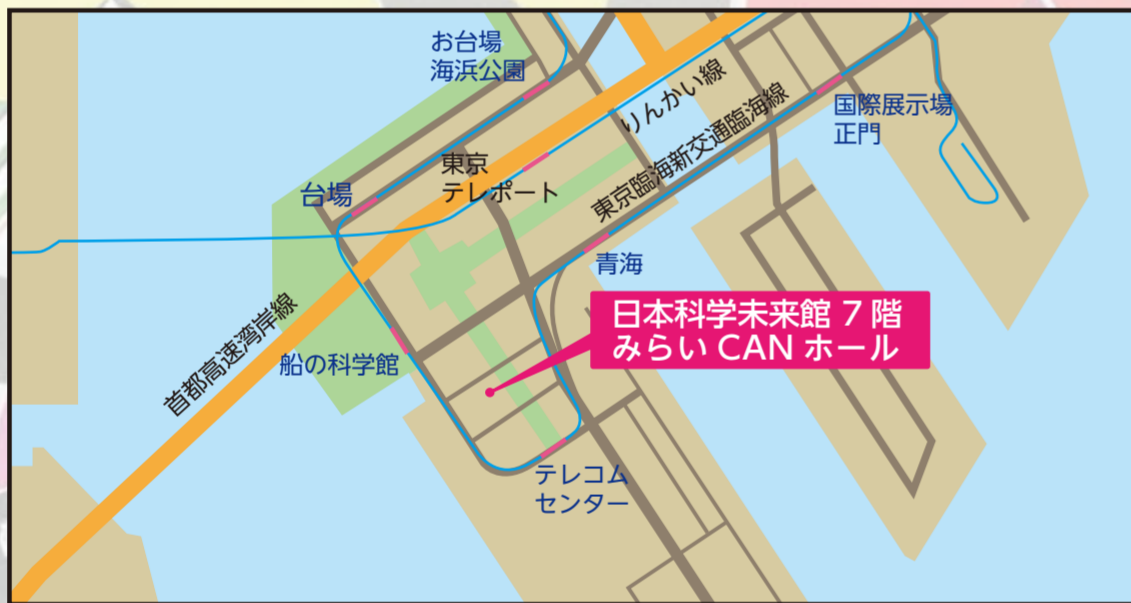 お台場
海浜公園
りんかい線
東京臨海新交通臨海線
国際展示場
正門
東京
テレポート
台場
青海
日本科学未来館 7 階
みらい CAN ホール
首都高速湾岸線
船の科学館
テレコム
センター